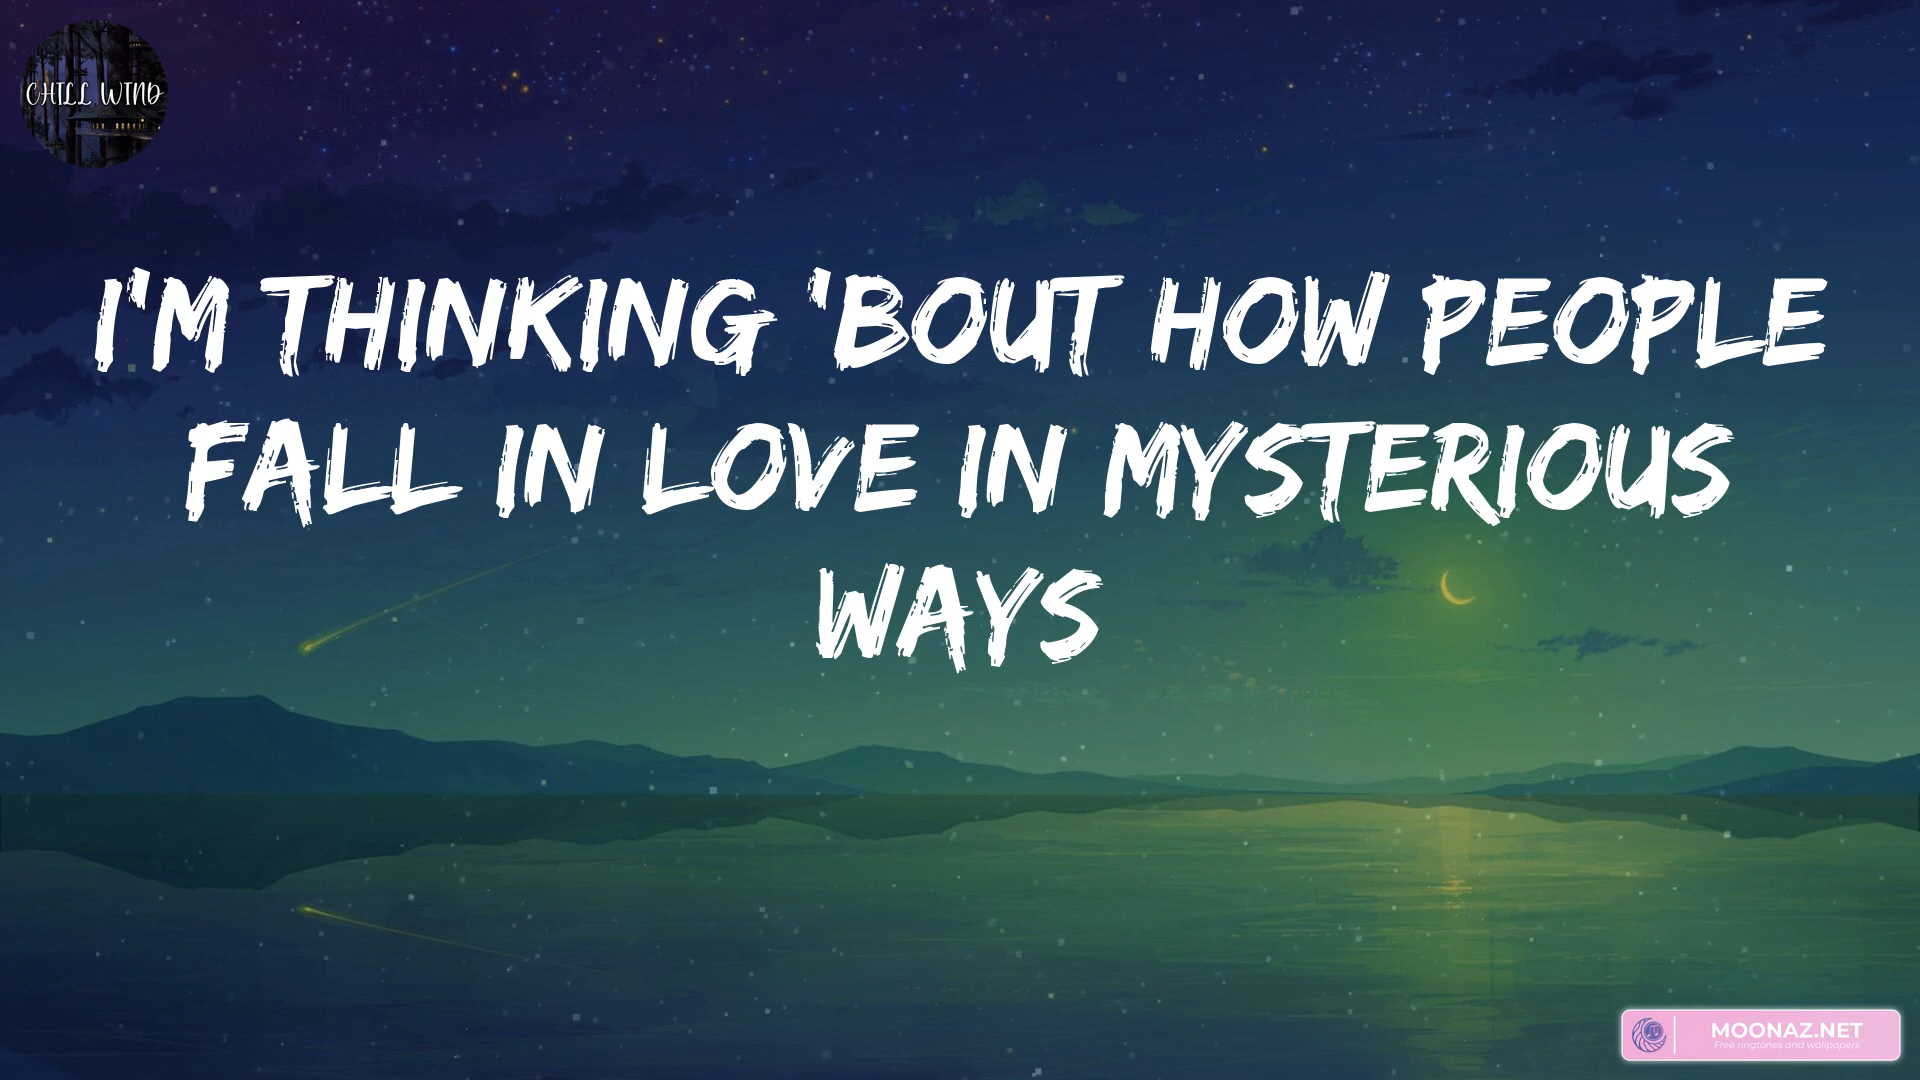 CHILL WIND
I'M THINKING 'BOUT HOW PEOPLE
FALL IN LOVE IN MYSTERIOUS
WAYS
MOONAZ.NET
Free ringtones and wallpapers